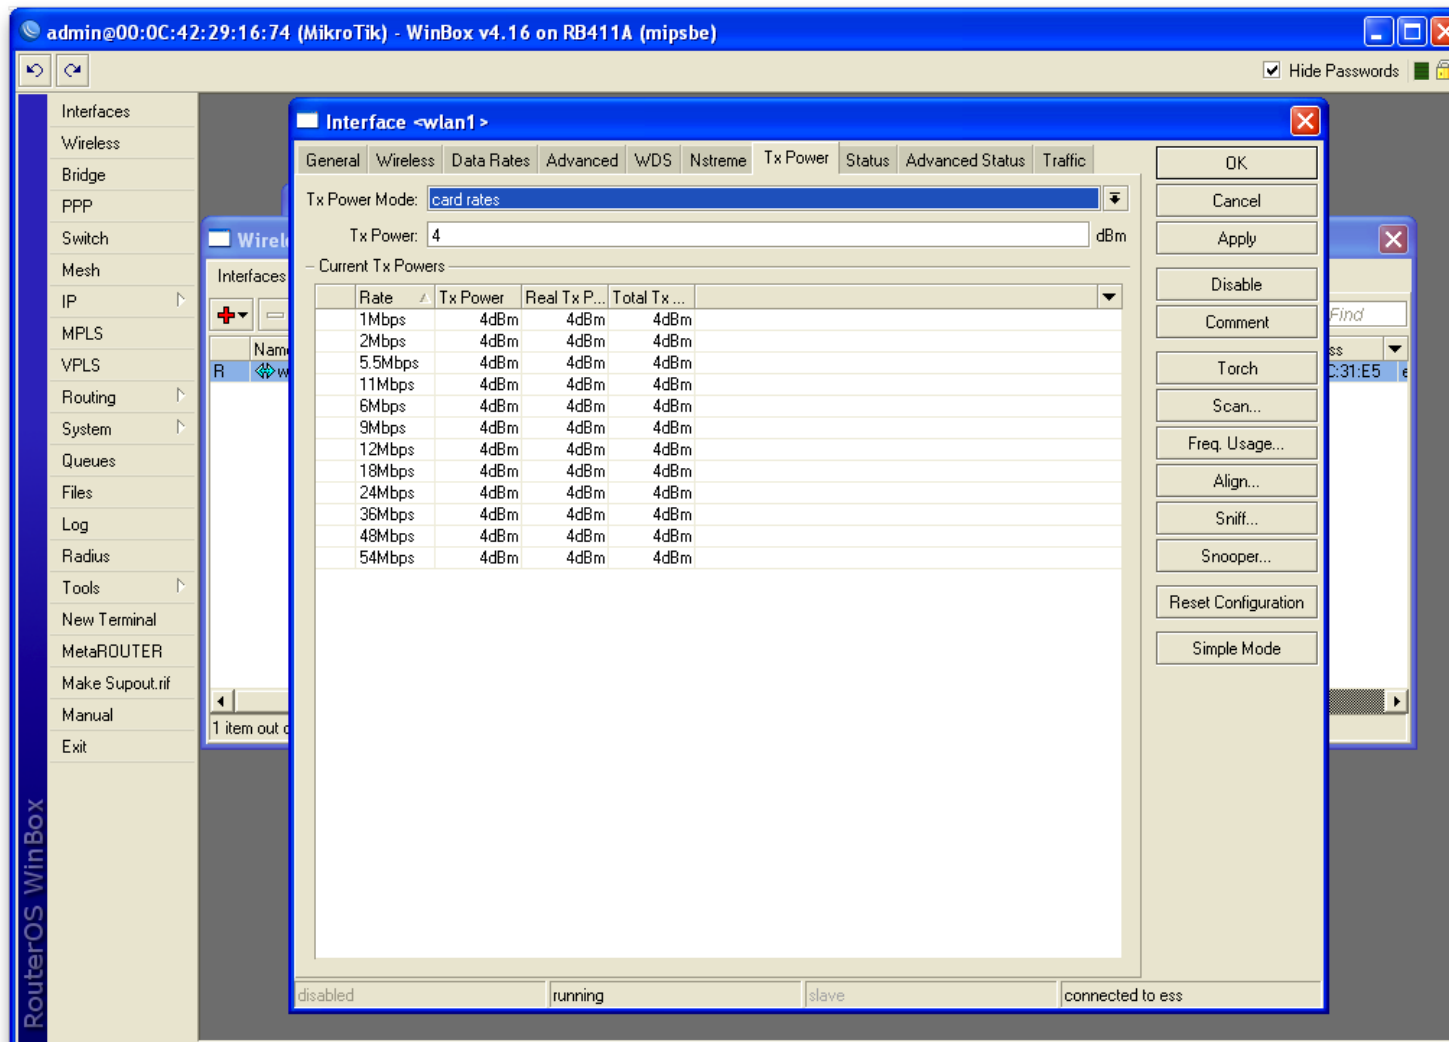 admin@00:0C:42:29:16:74 (MikroTik) - WinBox v4.16 on RB411A (mipsbe)
Hide Passwords
Interfaces
Wireless
Bridge
PPP
Switch
Mesh
IP
MPLS
VPLS
Routing
System
Queues
Files
Log
Radius
Tools
New Terminal
MetaROUTER
Make Supout.rif
Manual
Exit
RouterOS WinBox
Wirel
Interfaces
Nam
R w
1 item out o
Interface <wlan1>
General Wireless Data Rates Advanced WDS Nstreme Tx Power Status Advanced Status Traffic
Tx Power Mode: card rates
Tx Power: 4 dBm
Current Tx Powers
Rate Tx Power Real Tx P... Total Tx ...
1Mbps 4dBm 4dBm 4dBm
2Mbps 4dBm 4dBm 4dBm
5.5Mbps 4dBm 4dBm 4dBm
11Mbps 4dBm 4dBm 4dBm
6Mbps 4dBm 4dBm 4dBm
9Mbps 4dBm 4dBm 4dBm
12Mbps 4dBm 4dBm 4dBm
18Mbps 4dBm 4dBm 4dBm
24Mbps 4dBm 4dBm 4dBm
36Mbps 4dBm 4dBm 4dBm
48Mbps 4dBm 4dBm 4dBm
54Mbps 4dBm 4dBm 4dBm
disabled running slave connected to ess
OK
Cancel
Apply
Disable
Comment
Torch
Scan...
Freq. Usage...
Align...
Sniff...
Snooper...
Reset Configuration
Simple Mode
Find
ss
C:31:E5 e